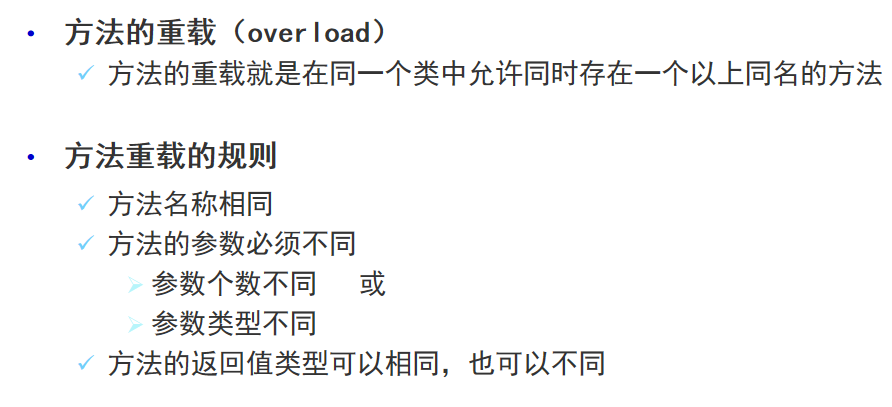 • 方法的重载（overload）
✓ 方法的重载就是在同一个类中允许同时存在一个以上同名的方法
• 方法重载的规则
✓ 方法名称相同
✓ 方法的参数必须不同
➢ 参数个数不同 或
➢ 参数类型不同
✓ 方法的返回值类型可以相同，也可以不同